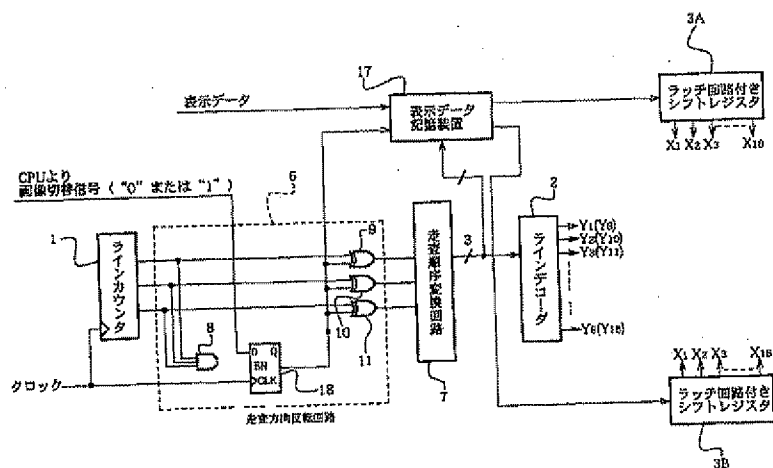 3A
17
ラッチ回路付き
シフトレジスタ
表示データ
表示データ
記憶装置
X1 X2 X3 X16
CPUより
画像切替信号（“0”または“1”）
6
2
1
9
3
Y1(Y9)
Y2(Y10)
Y3(Y11)
ラインカウンタ
走査順序変換回路
ラインデコーダ
8
10
11
D Q
EN
CLK
18
クロック
7
走査方向反転回路
X1 X2 X3 X16
ラッチ回路付き
シフトレジスタ
3B